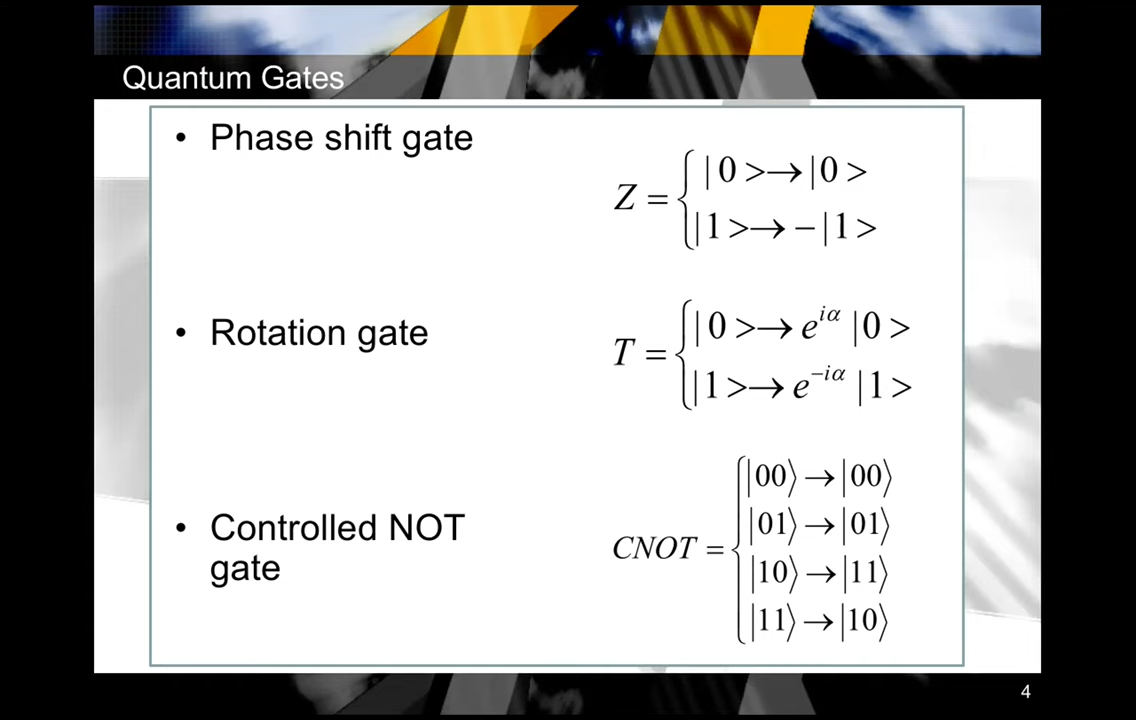 Quantum Gates
• Phase shift gate
Z = { |0>→|0>
|1>→−|1>
• Rotation gate
T = { |0>→e^{iα}|0>
|1>→e^{−iα}|1>
• Controlled NOT
gate
CNOT = { |00⟩→|00⟩
|01⟩→|01⟩
|10⟩→|11⟩
|11⟩→|10⟩
4